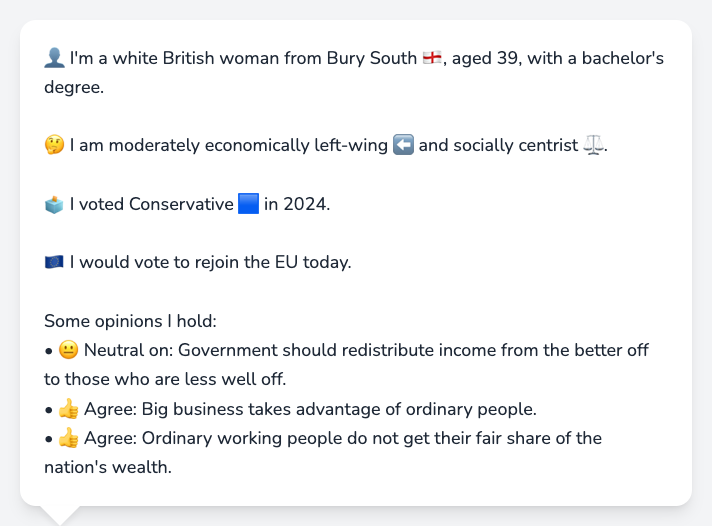 👤 I'm a white British woman from Bury South 🏴󠁧󠁢󠁥󠁮󠁧󠁿, aged 39, with a bachelor's
degree.
🤔 I am moderately economically left-wing ⬅️ and socially centrist ⚖️.
🗳️ I voted Conservative 🟦 in 2024.
🇪🇺 I would vote to rejoin the EU today.
Some opinions I hold:
• 😐 Neutral on: Government should redistribute income from the better off
to those who are less well off.
• 👍 Agree: Big business takes advantage of ordinary people.
• 👍 Agree: Ordinary working people do not get their fair share of the
nation's wealth.